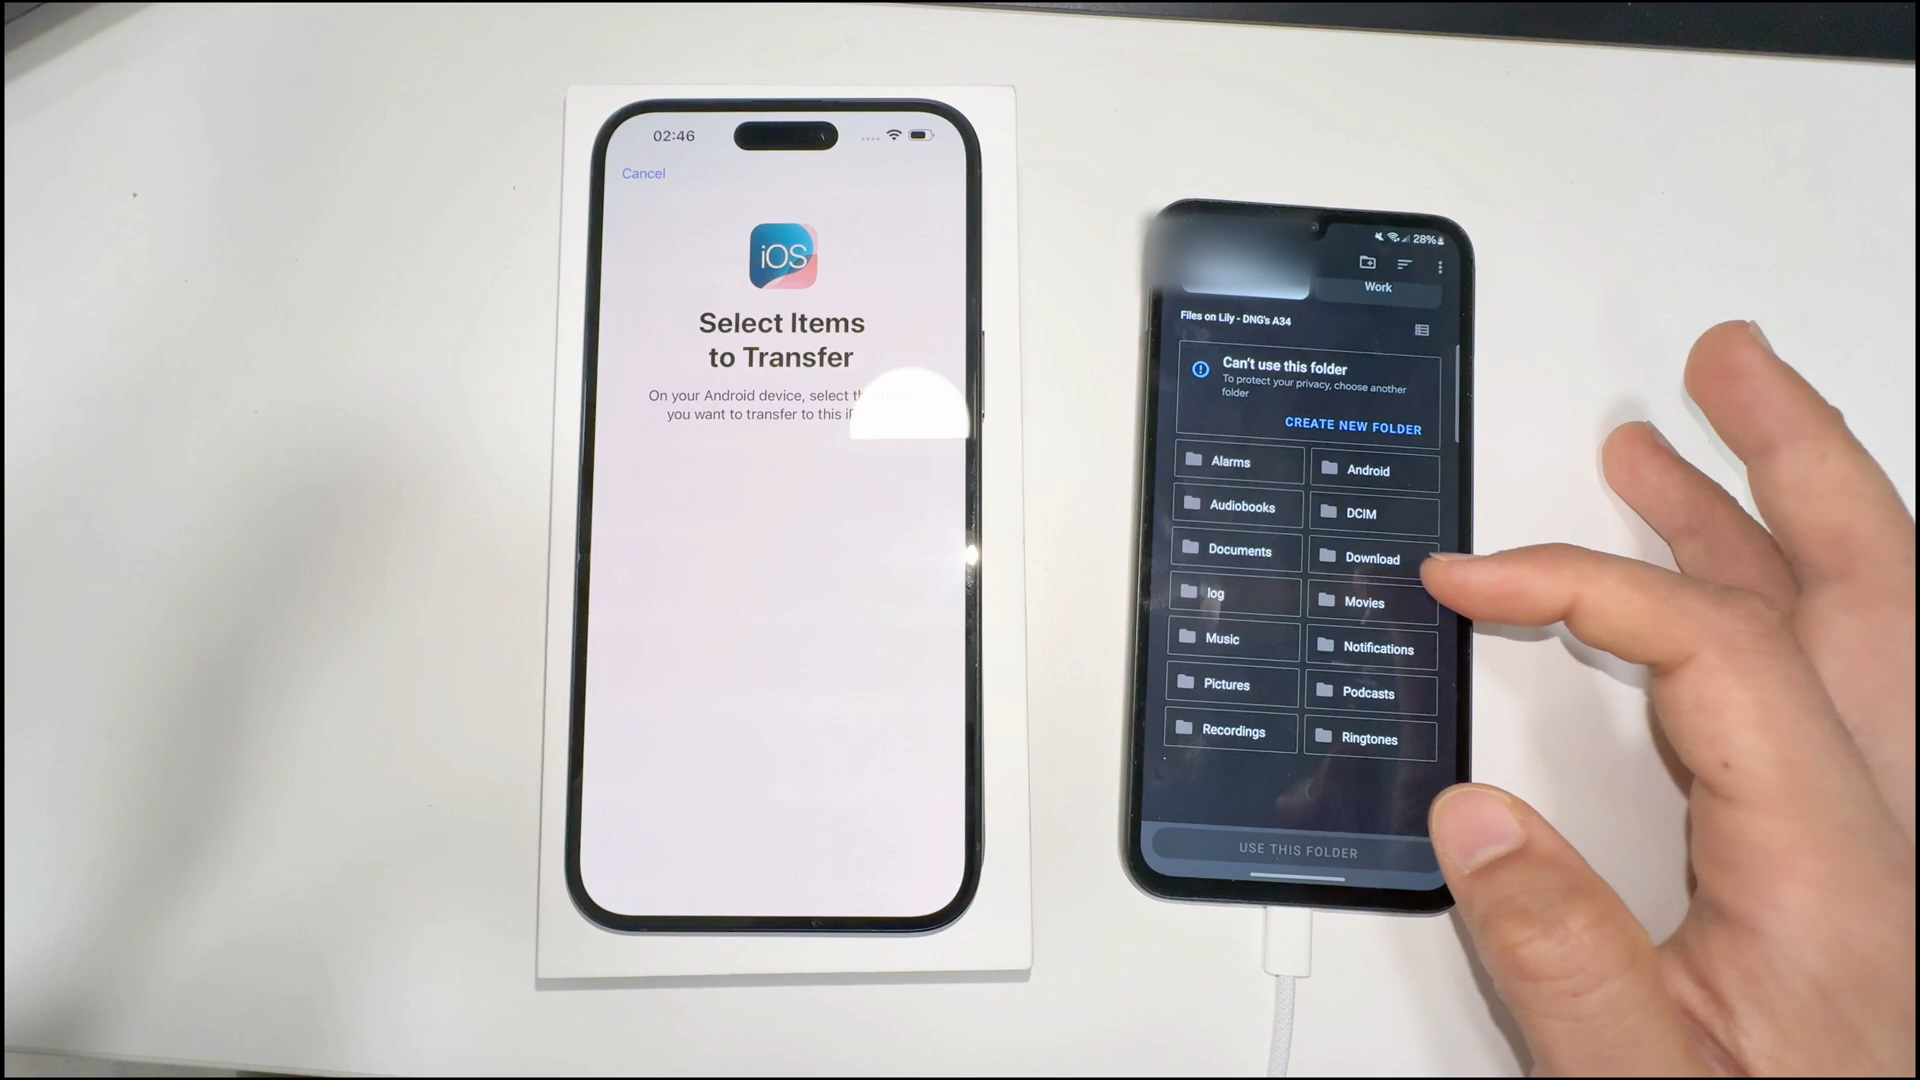 02:46
Cancel
iOS
Select Items
to Transfer
On your Android device, select
you want to transfer to this
28%
Work
Files on Lily - DNG's A34
Can't use this folder
To protect your privacy, choose another
folder
CREATE NEW FOLDER
Alarms
Android
Audiobooks
DCIM
Documents
Download
log
Movies
Music
Notifications
Pictures
Podcasts
Recordings
Ringtones
USE THIS FOLDER